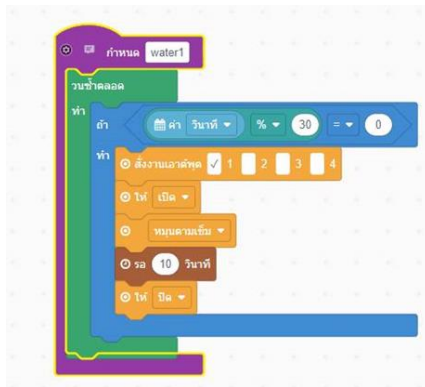 กำหนด water1
วนซ้ำตลอด
ทำ
ถ้า ค่า วินาที % 30 = 0
ทำ
สั่งงานเอาต์พุต ✓ 1 2 3 4
ให้ เปิด
หมุนตามเข็ม
รอ 10 วินาที
ให้ ปิด